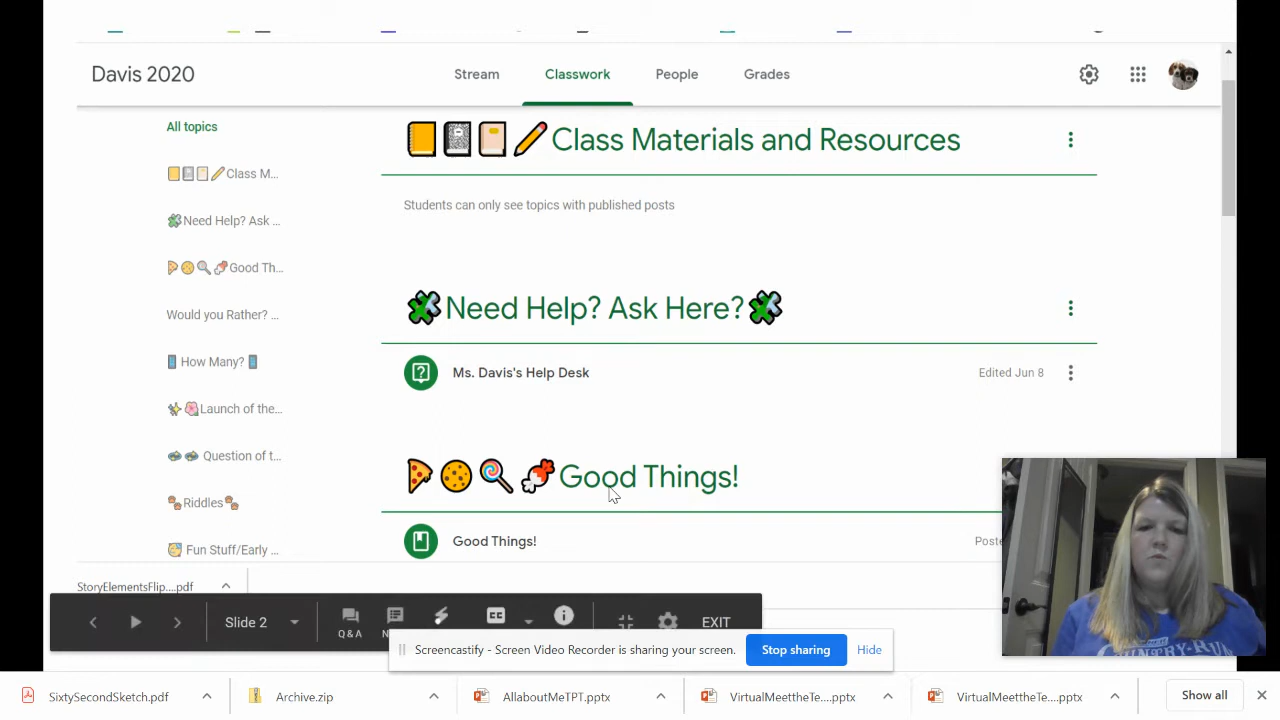 Davis 2020
Stream
Classwork
People
Grades
All topics
Class M...
Need Help? Ask ...
Good Th...
Would you Rather? ...
How Many?
Launch of the...
Question of t...
Riddles
Fun Stuff/Early ...
Class Materials and Resources
Students can only see topics with published posts
Need Help? Ask Here?
Ms. Davis's Help Desk
Edited Jun 8
Good Things!
Good Things!
Poste
StoryElementsFlip....pdf
Slide 2
Q&A
N
CC
EXIT
Screencastify - Screen Video Recorder is sharing your screen.
Stop sharing
Hide
COUNTRY-RUN
SixtySecondSketch.pdf
Archive.zip
AllaboutMeTPT.pptx
VirtualMeettheTe....pptx
VirtualMeettheTe....pptx
Show all